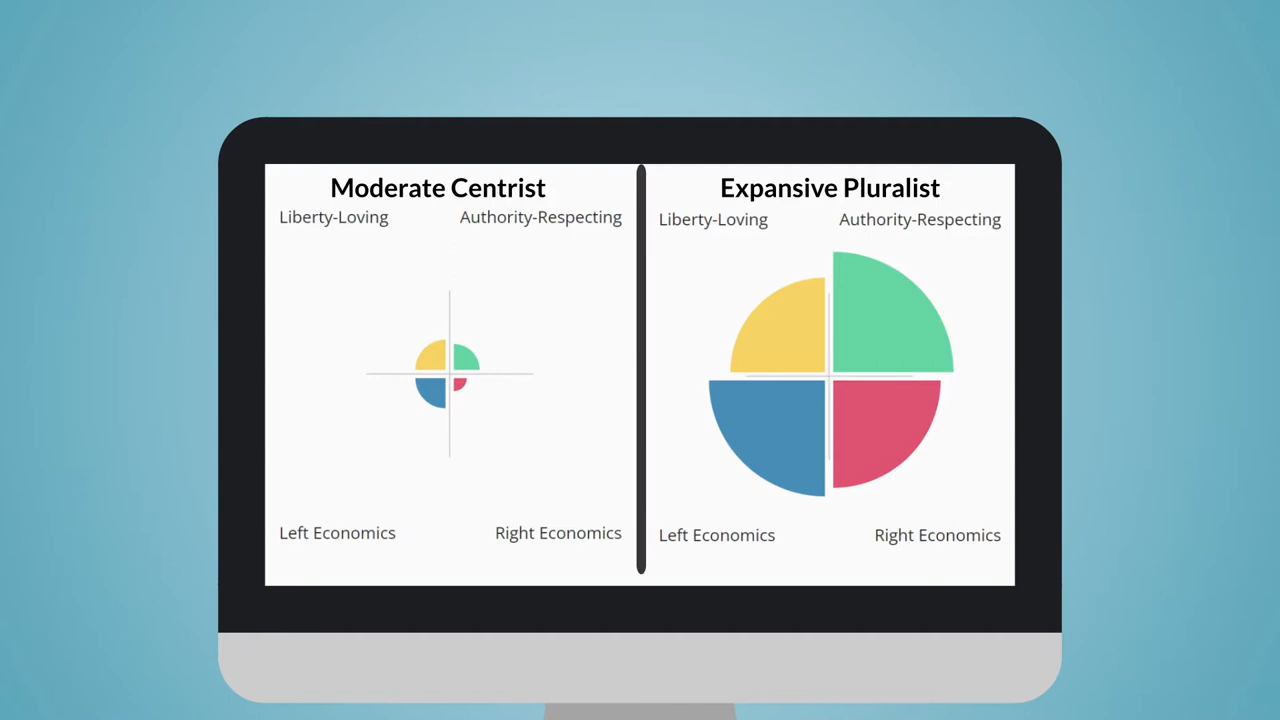 Moderate Centrist
Liberty-Loving
Authority-Respecting
Left Economics
Right Economics
Expansive Pluralist
Liberty-Loving
Authority-Respecting
Left Economics
Right Economics